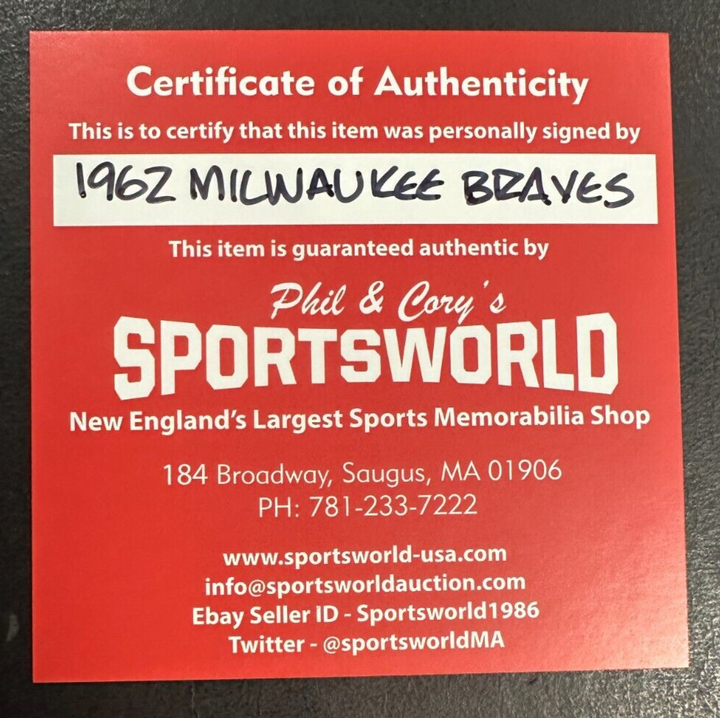 Certificate of Authenticity
This is to certify that this item was personally signed by
1962 MILWAUKEE BRAVES
This item is guaranteed authentic by
Phil & Cory's
SPORTSWORLD
New England's Largest Sports Memorabilia Shop
184 Broadway, Saugus, MA 01906
PH: 781-233-7222
www.sportsworld-usa.com
info@sportsworldauction.com
Ebay Seller ID - Sportsworld1986
Twitter - @sportsworldMA